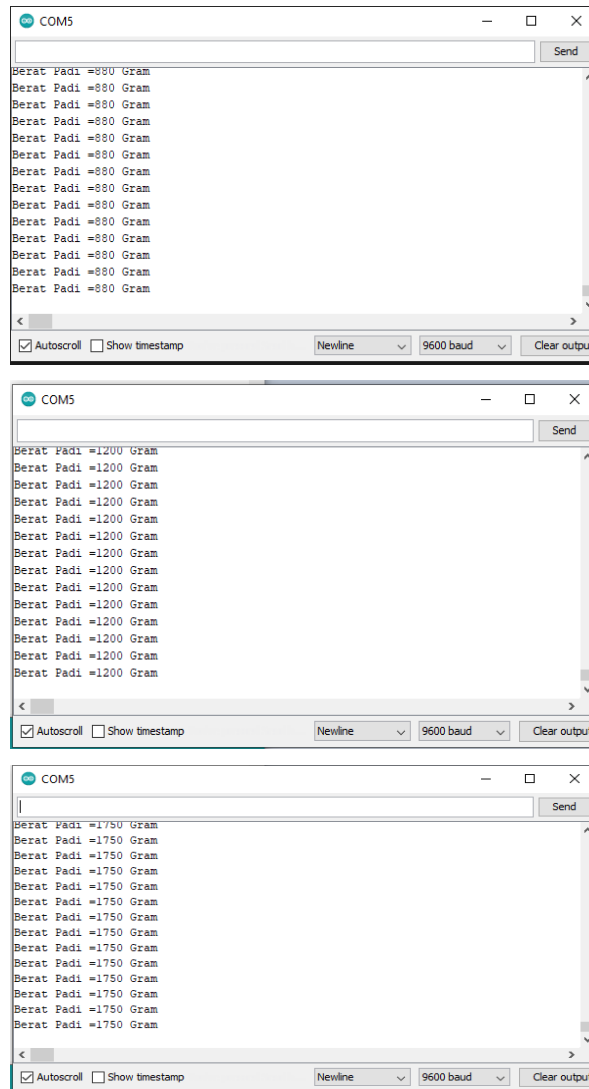 COM5
Send
Berat Padi =880 Gram
Berat Padi =880 Gram
Berat Padi =880 Gram
Berat Padi =880 Gram
Berat Padi =880 Gram
Berat Padi =880 Gram
Berat Padi =880 Gram
Berat Padi =880 Gram
Berat Padi =880 Gram
Berat Padi =880 Gram
Berat Padi =880 Gram
Berat Padi =880 Gram
Berat Padi =880 Gram
Berat Padi =880 Gram
Autoscroll Show timestamp Newline 9600 baud Clear outpu
COM5
Send
Berat Padi =1200 Gram
Berat Padi =1200 Gram
Berat Padi =1200 Gram
Berat Padi =1200 Gram
Berat Padi =1200 Gram
Berat Padi =1200 Gram
Berat Padi =1200 Gram
Berat Padi =1200 Gram
Berat Padi =1200 Gram
Berat Padi =1200 Gram
Berat Padi =1200 Gram
Berat Padi =1200 Gram
Berat Padi =1200 Gram
Berat Padi =1200 Gram
Autoscroll Show timestamp Newline 9600 baud Clear output
COM5
Send
Berat Padi =1750 Gram
Berat Padi =1750 Gram
Berat Padi =1750 Gram
Berat Padi =1750 Gram
Berat Padi =1750 Gram
Berat Padi =1750 Gram
Berat Padi =1750 Gram
Berat Padi =1750 Gram
Berat Padi =1750 Gram
Berat Padi =1750 Gram
Berat Padi =1750 Gram
Berat Padi =1750 Gram
Berat Padi =1750 Gram
Berat Padi =1750 Gram
Autoscroll Show timestamp Newline 9600 baud Clear outpu